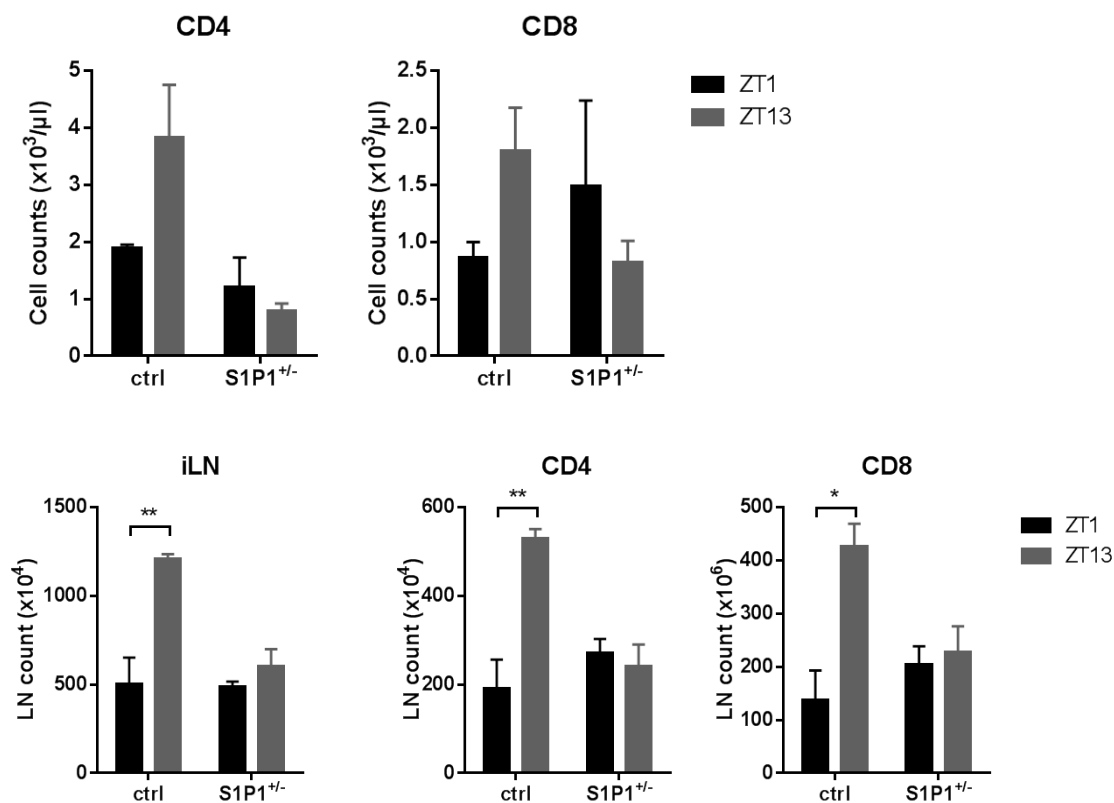 CD4
Cell counts (x10³/µl)
5
4
3
2
1
0
ctrl
S1P1⁺/⁻
CD8
Cell counts (x10³/µl)
2.5
2.0
1.5
1.0
0.5
0.0
ctrl
S1P1⁺/⁻
ZT1
ZT13
iLN
LN count (x10⁴)
1500
1000
500
0
**
ctrl
S1P1⁺/⁻
CD4
LN count (x10⁴)
600
400
200
0
**
ctrl
S1P1⁺/⁻
CD8
LN count (x10⁶)
500
400
300
200
100
0
*
ctrl
S1P1⁺/⁻
ZT1
ZT13